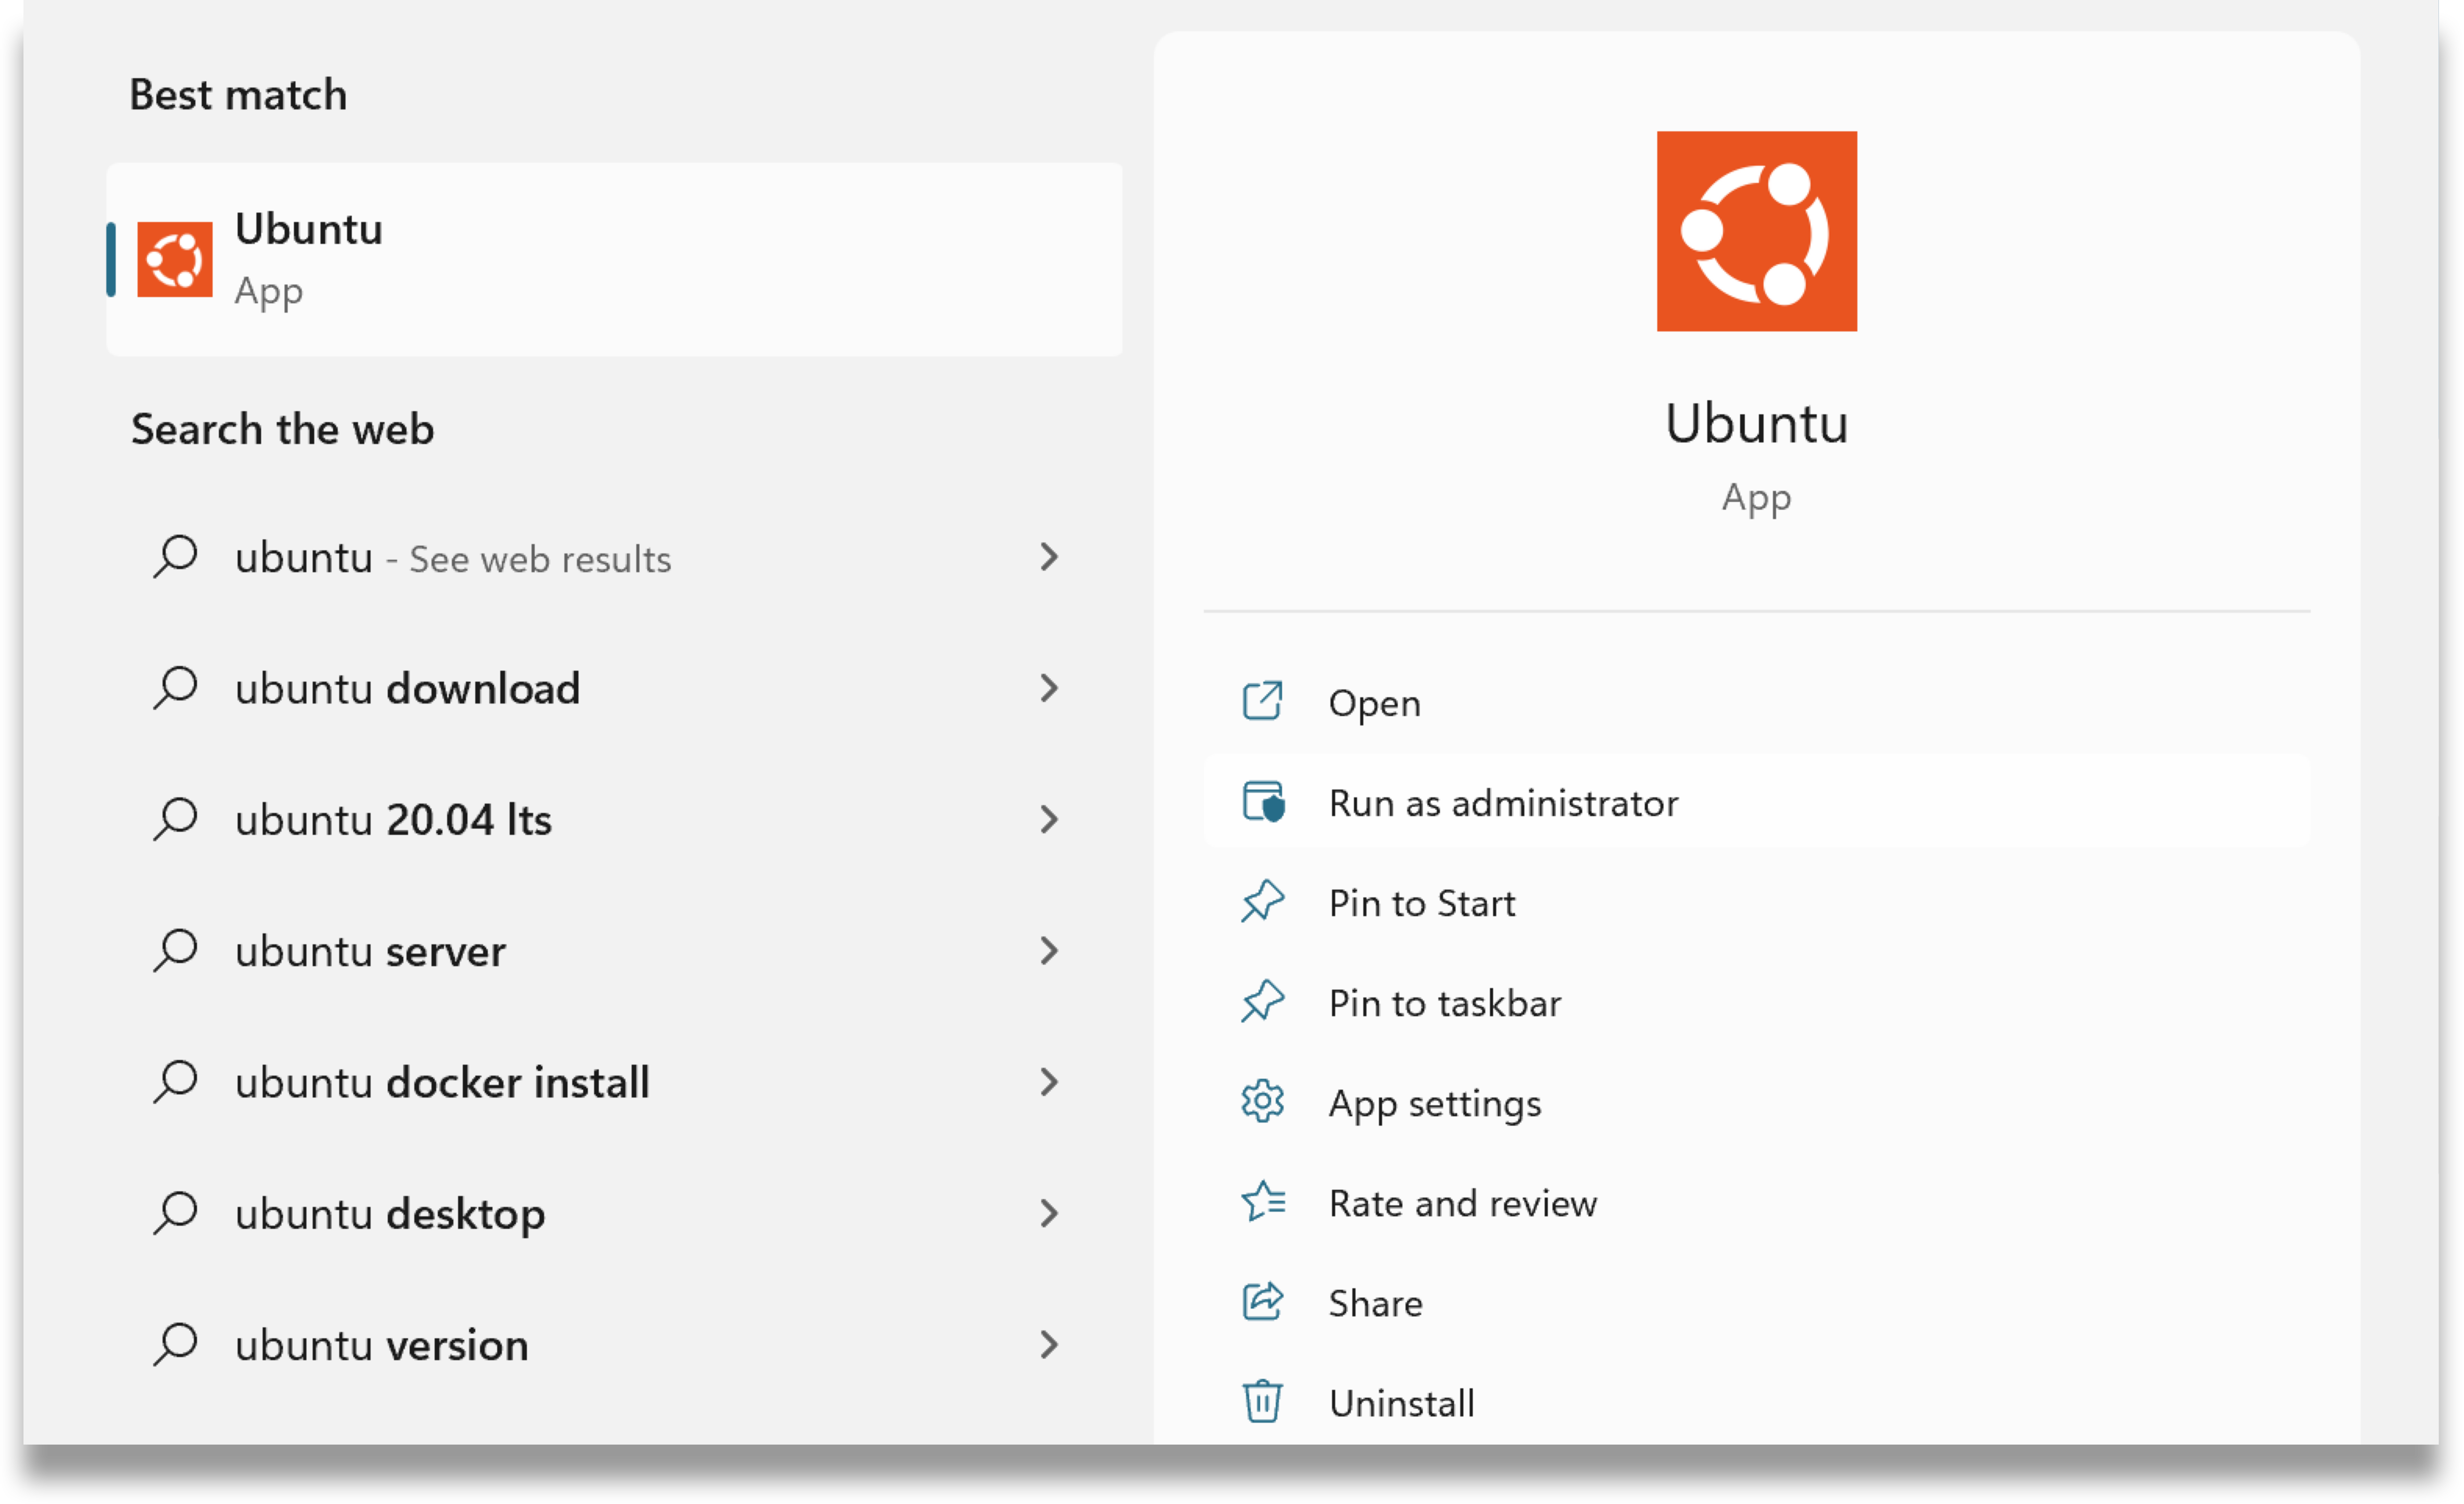 Best match
Ubuntu
App
Search the web
ubuntu - See web results
ubuntu download
ubuntu 20.04 lts
ubuntu server
ubuntu docker install
ubuntu desktop
ubuntu version
Ubuntu
App
Open
Run as administrator
Pin to Start
Pin to taskbar
App settings
Rate and review
Share
Uninstall